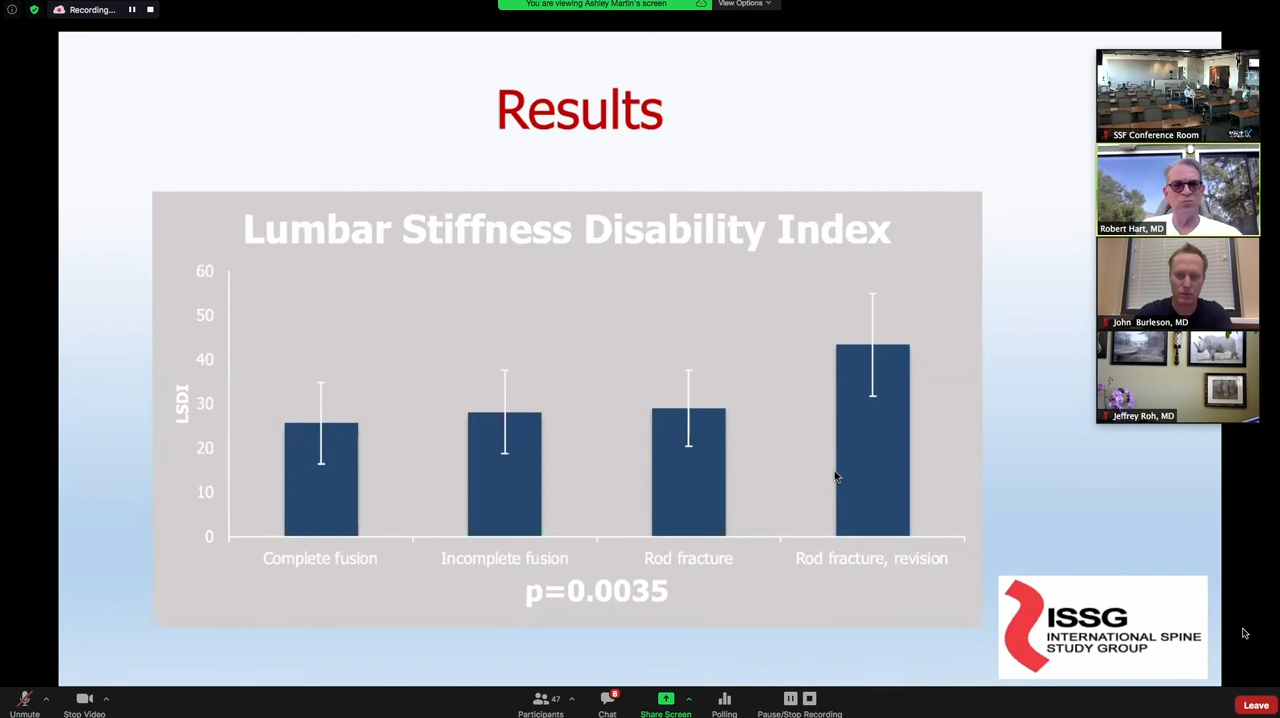 Recording...
You are viewing Ashley Martin's screen
View Options
Results
Lumbar Stiffness Disability Index
60
50
40
30
20
10
0
LSDI
Complete fusion
Incomplete fusion
Rod fracture
Rod fracture, revision
p=0.0035
ISSG
INTERNATIONAL SPINE
STUDY GROUP
SSF Conference Room
Robert Hart, MD
John Burleson, MD
Jeffrey Roh, MD
Unmute
Stop Video
47
Participants
8
Chat
Share Screen
Polling
Pause/Stop Recording
Leave